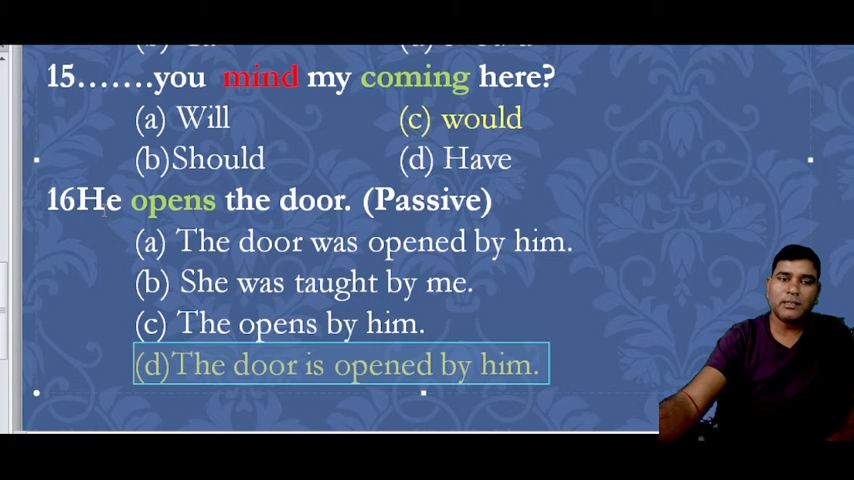 15.......you mind my coming here?
(a) Will (c) would
(b)Should (d) Have
16He opens the door. (Passive)
(a) The door was opened by him.
(b) She was taught by me.
(c) The opens by him.
(d)The door is opened by him.